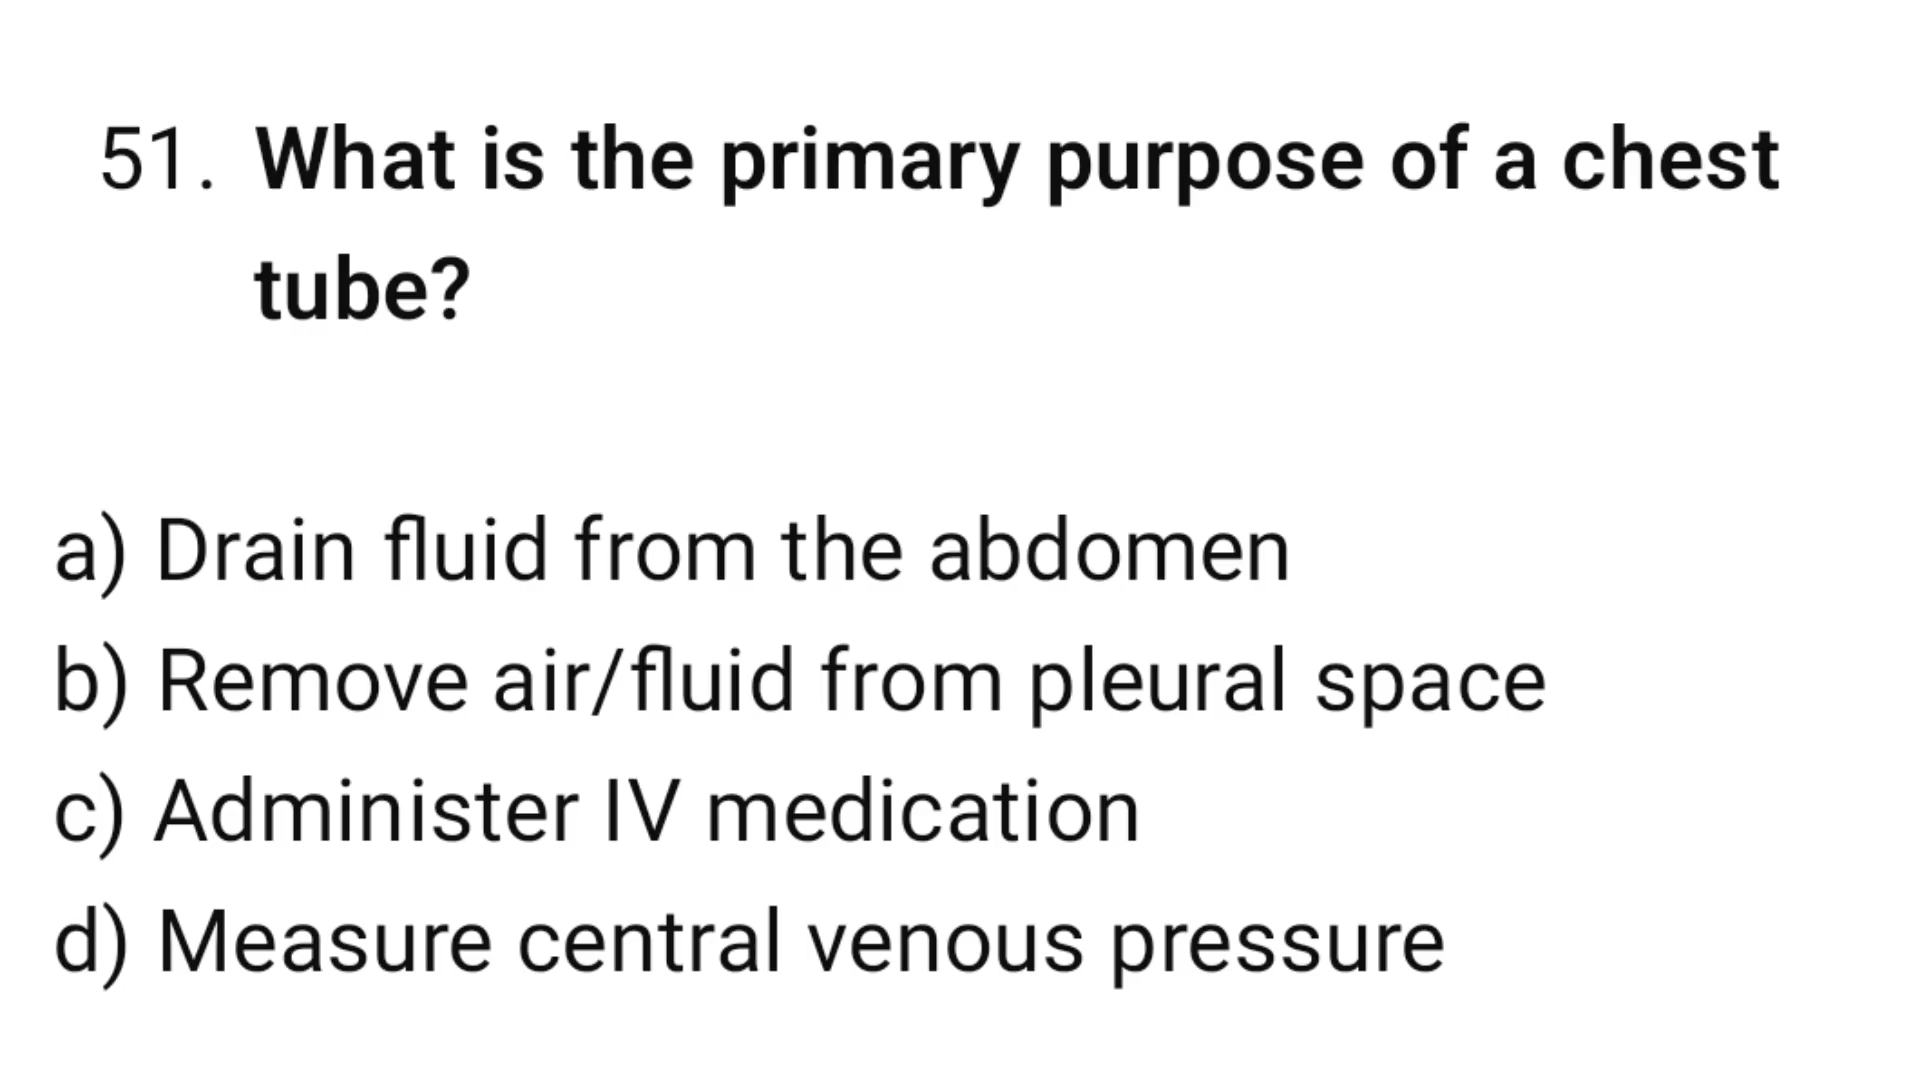 51. What is the primary purpose of a chest
tube?
a) Drain fluid from the abdomen
b) Remove air/fluid from pleural space
c) Administer IV medication
d) Measure central venous pressure